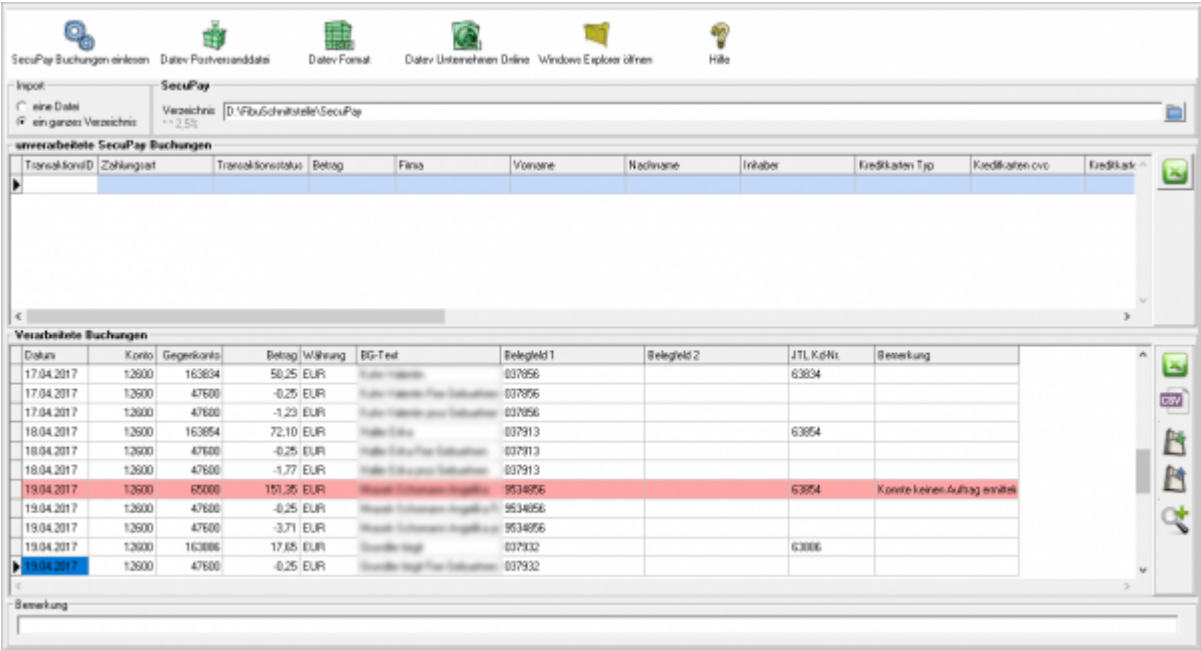 SecuPay Buchungen einlesen Datev Postversanddatei Datev Format Datev Unternehmen Online Windows Explorer öffnen Hilfe
Import SecuPay
eine Datei
ein ganzes Verzeichnis
Verzeichnis D:\FibuSchnittstelle\SecuPay
** 2,5%
unverarbeitete SecuPay Buchungen
TransaktionsID Zahlungsart Transaktionsstatus Betrag Firma Vorname Nachname Inhaber Kreditkarten Typ Kreditkarten cvc Kreditkarte
Verarbeitete Buchungen
Datum Konto Gegenkonto Betrag Währung BG-Text Belegfeld 1 Belegfeld 2 JTL Kd-Nr. Bemerkung
17.04.2017 12600 163834 50,25 EUR 037856 63834
17.04.2017 12600 47600 -0,25 EUR 037856
17.04.2017 12600 47600 -1,23 EUR 037856
18.04.2017 12600 163854 72,10 EUR 037913 63854
18.04.2017 12600 47600 -0,25 EUR 037913
18.04.2017 12600 47600 -1,77 EUR 037913
19.04.2017 12600 65000 151,35 EUR 9534856 63854 Konnte keinen Auftrag ermitteln
19.04.2017 12600 47600 -0,25 EUR 9534856
19.04.2017 12600 47600 -3,71 EUR 9534856
19.04.2017 12600 163886 17,65 EUR 037932 63886
19.04.2017 12600 47600 -0,25 EUR 037932
CSV
Bemerkung